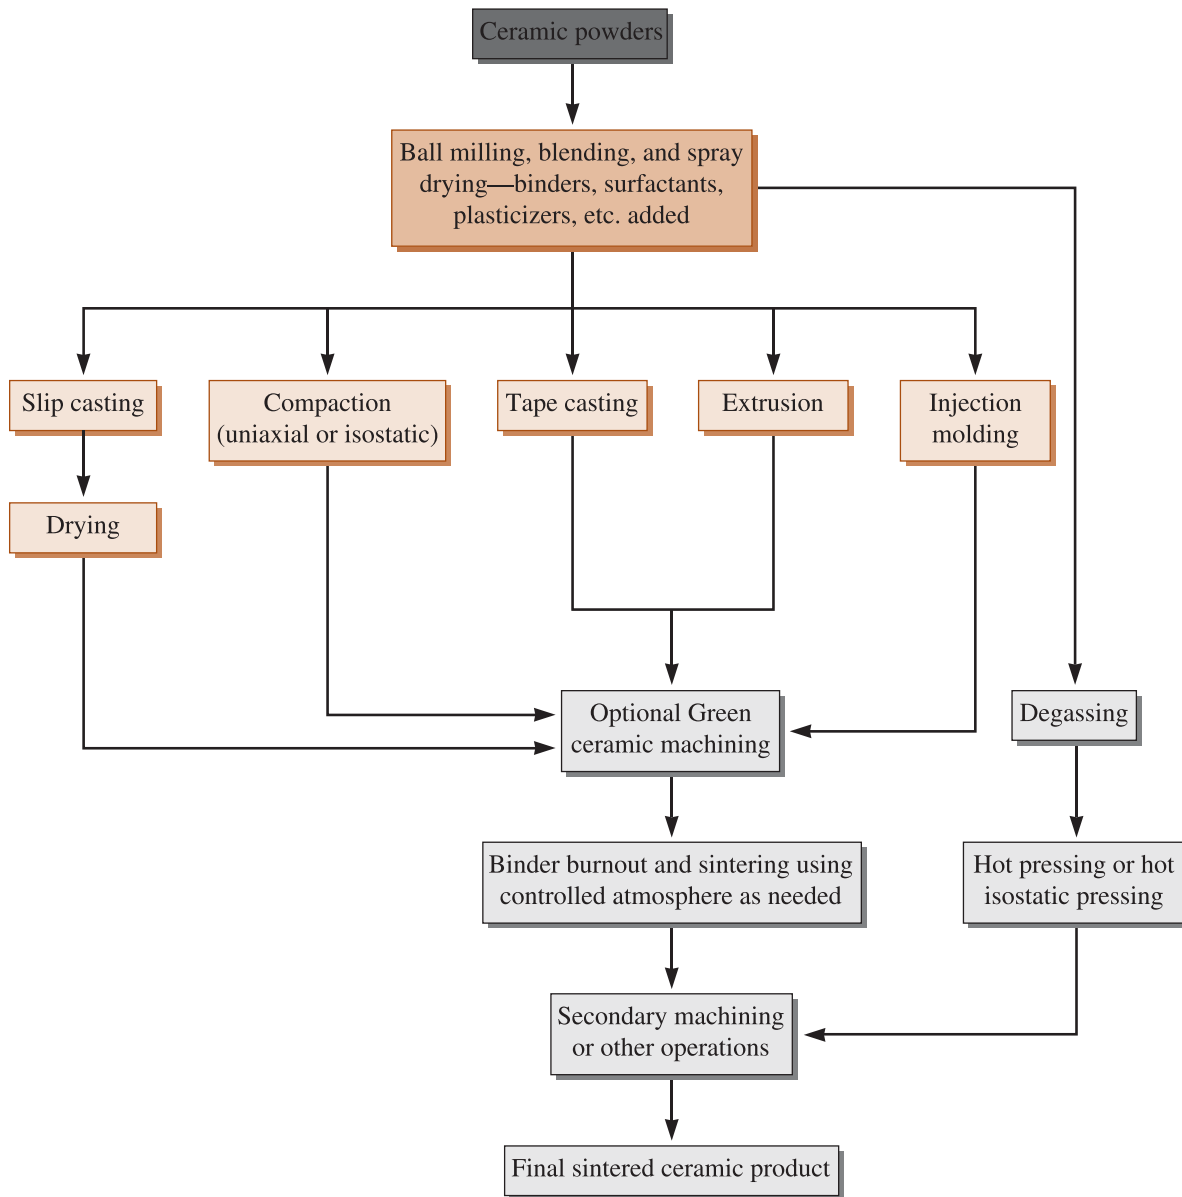 Ceramic powders
Ball milling, blending, and spray
drying—binders, surfactants,
plasticizers, etc. added
Slip casting
Compaction
(uniaxial or isostatic)
Tape casting
Extrusion
Injection
molding
Drying
Optional Green
ceramic machining
Degassing
Binder burnout and sintering using
controlled atmosphere as needed
Hot pressing or hot
isostatic pressing
Secondary machining
or other operations
Final sintered ceramic product